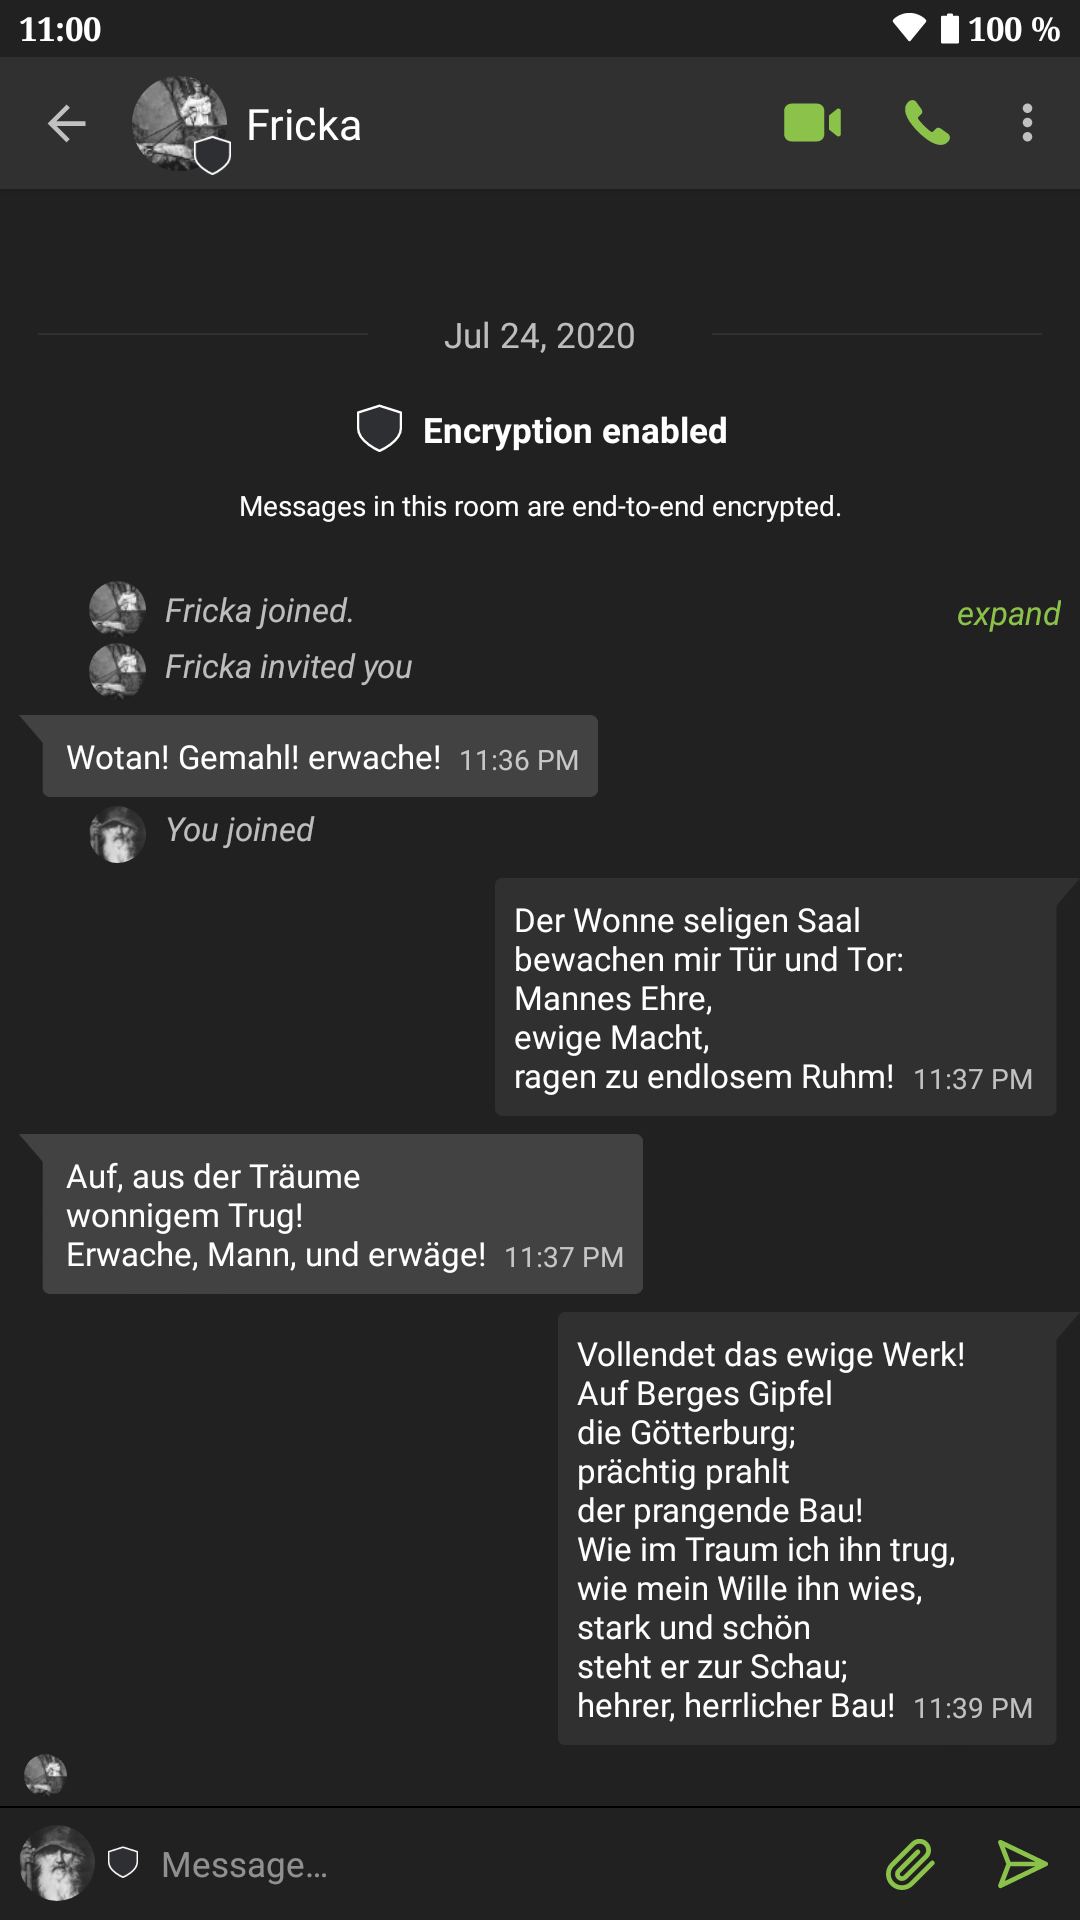 11:00
100 %
Fricka
Jul 24, 2020
Encryption enabled
Messages in this room are end-to-end encrypted.
Fricka joined.
expand
Fricka invited you
Wotan! Gemahl! erwache! 11:36 PM
You joined
Der Wonne seligen Saal
bewachen mir Tür und Tor:
Mannes Ehre,
ewige Macht,
ragen zu endlosem Ruhm! 11:37 PM
Auf, aus der Träume
wonnigem Trug!
Erwache, Mann, und erwäge! 11:37 PM
Vollendet das ewige Werk!
Auf Berges Gipfel
die Götterburg;
prächtig prahlt
der prangende Bau!
Wie im Traum ich ihn trug,
wie mein Wille ihn wies,
stark und schön
steht er zur Schau;
hehrer, herrlicher Bau! 11:39 PM
Message…